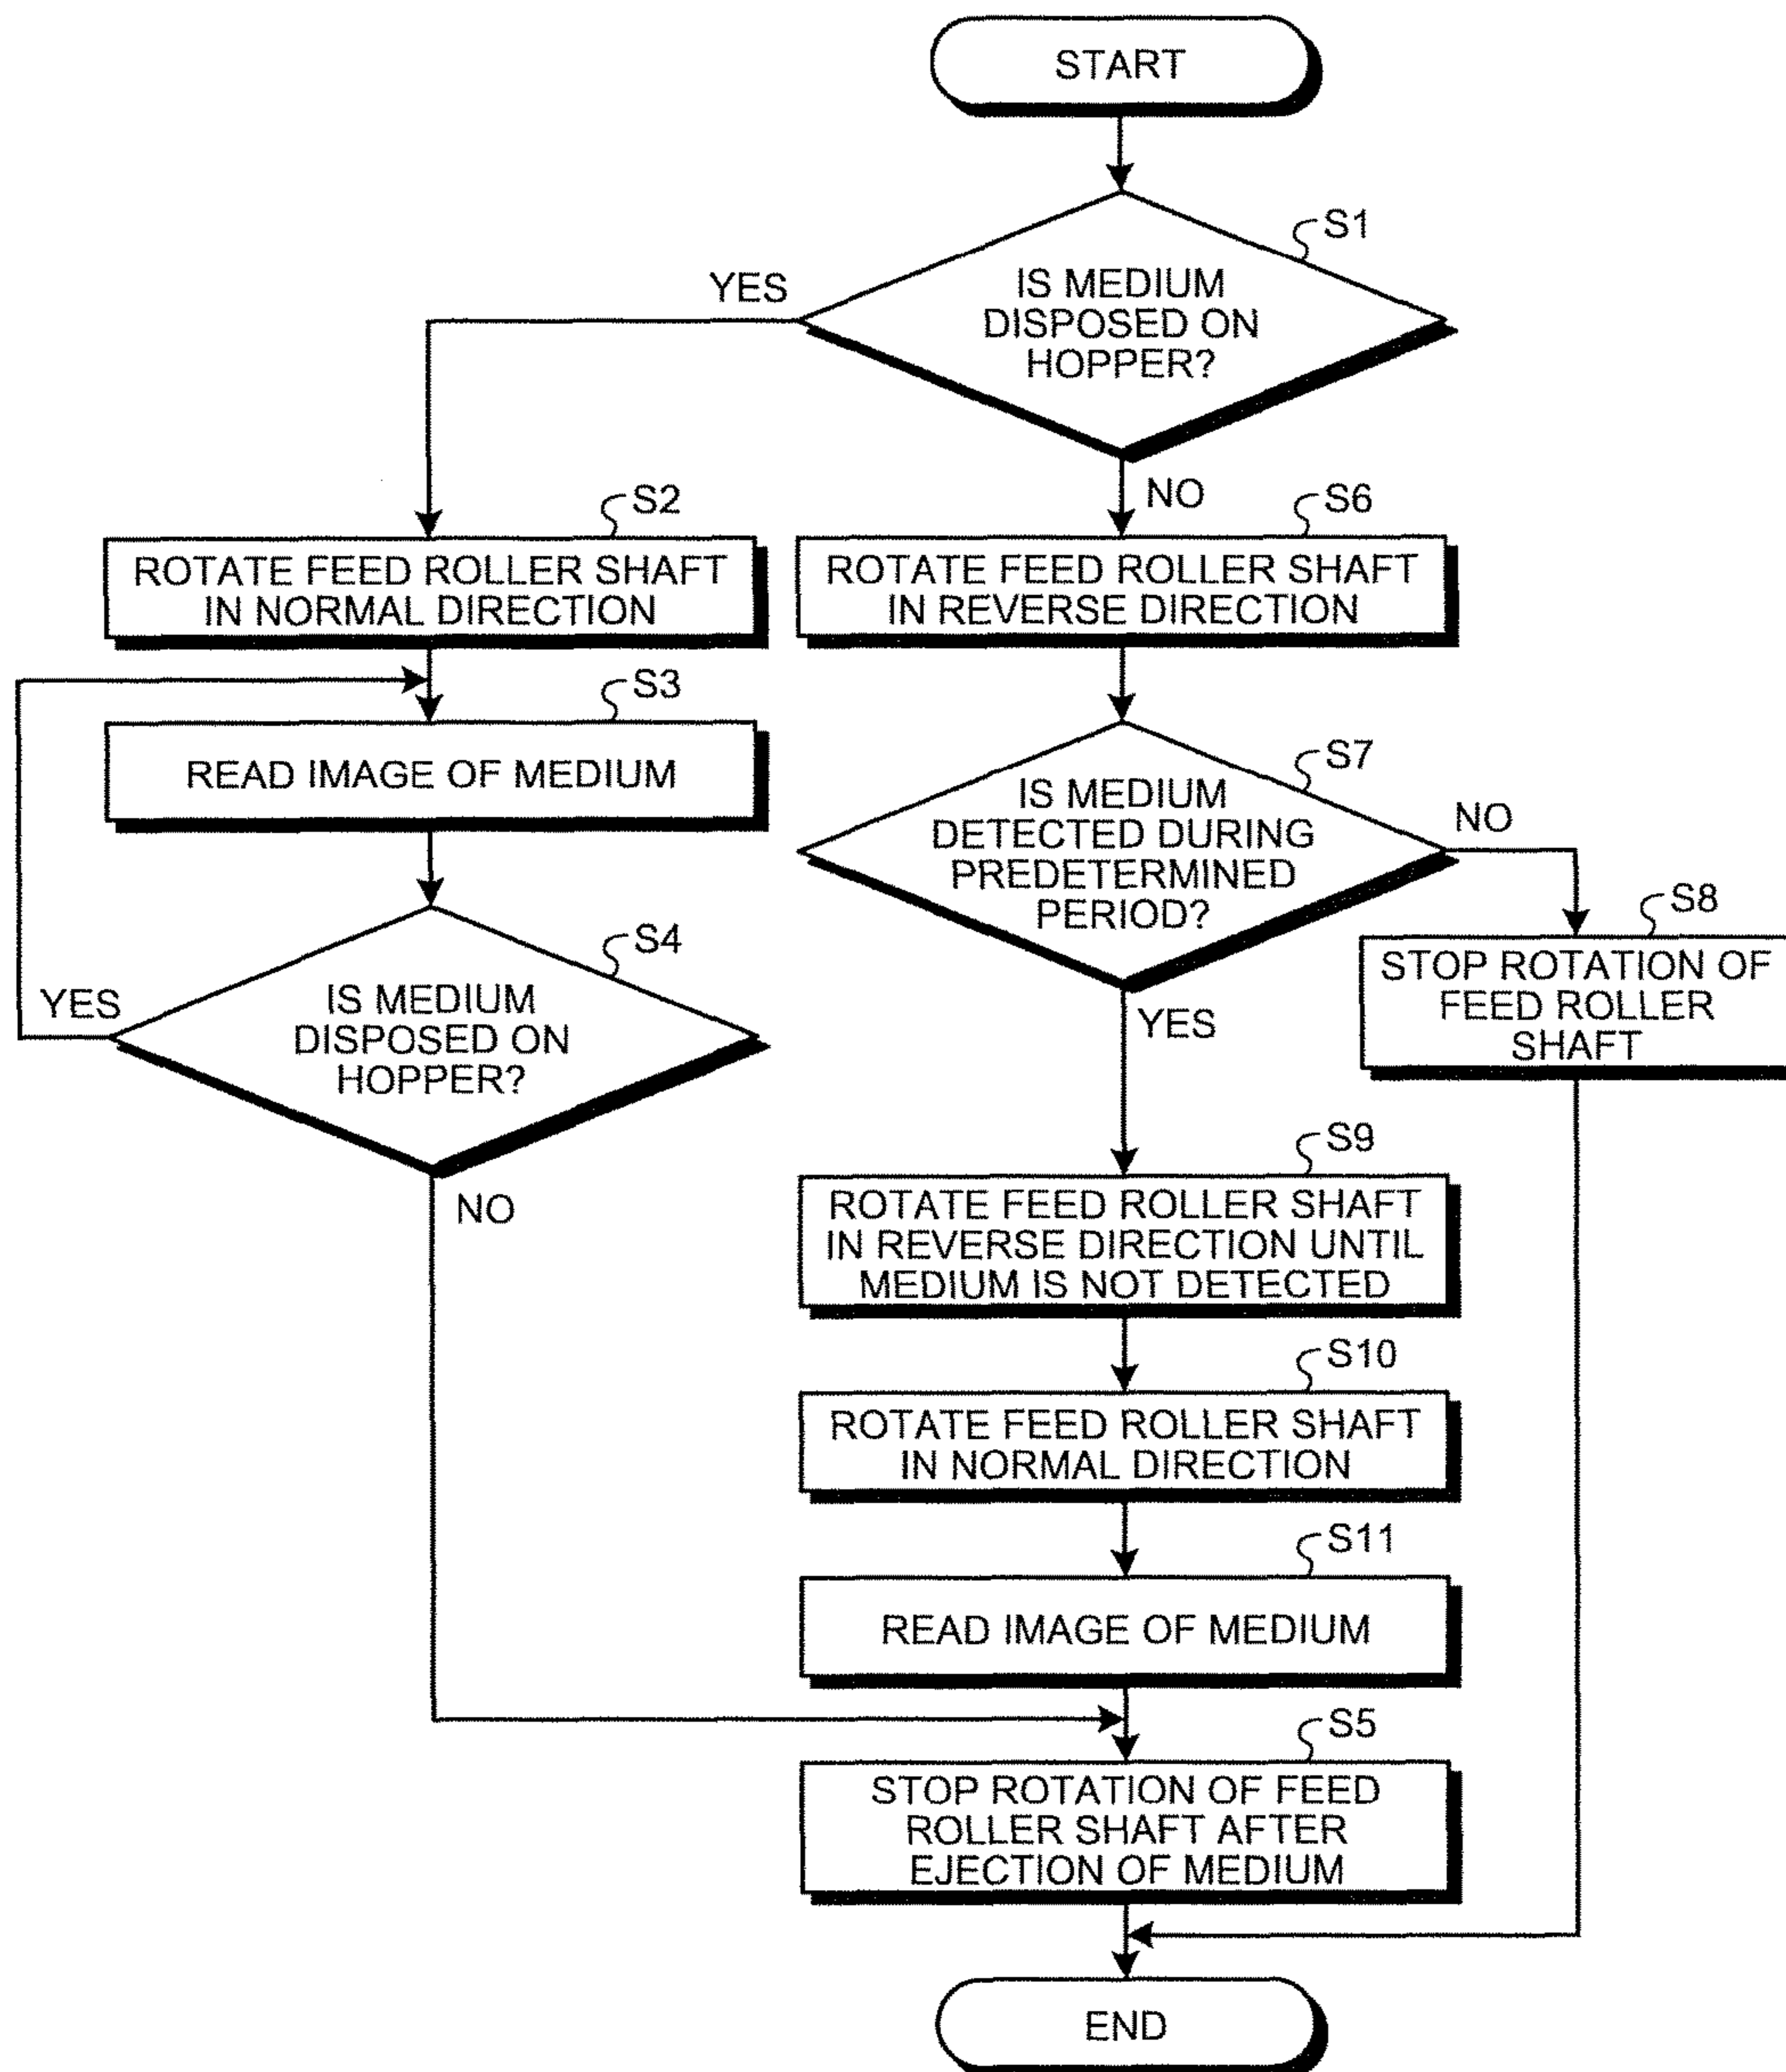 START
S1
IS MEDIUM
DISPOSED ON
HOPPER?
YES
NO
S2
ROTATE FEED ROLLER SHAFT
IN NORMAL DIRECTION
S3
READ IMAGE OF MEDIUM
S4
IS MEDIUM
DISPOSED ON
HOPPER?
YES
NO
S6
ROTATE FEED ROLLER SHAFT
IN REVERSE DIRECTION
S7
IS MEDIUM
DETECTED DURING
PREDETERMINED
PERIOD?
NO
YES
S8
STOP ROTATION OF
FEED ROLLER
SHAFT
S9
ROTATE FEED ROLLER SHAFT
IN REVERSE DIRECTION UNTIL
MEDIUM IS NOT DETECTED
S10
ROTATE FEED ROLLER SHAFT
IN NORMAL DIRECTION
S11
READ IMAGE OF MEDIUM
S5
STOP ROTATION OF FEED
ROLLER SHAFT AFTER
EJECTION OF MEDIUM
END